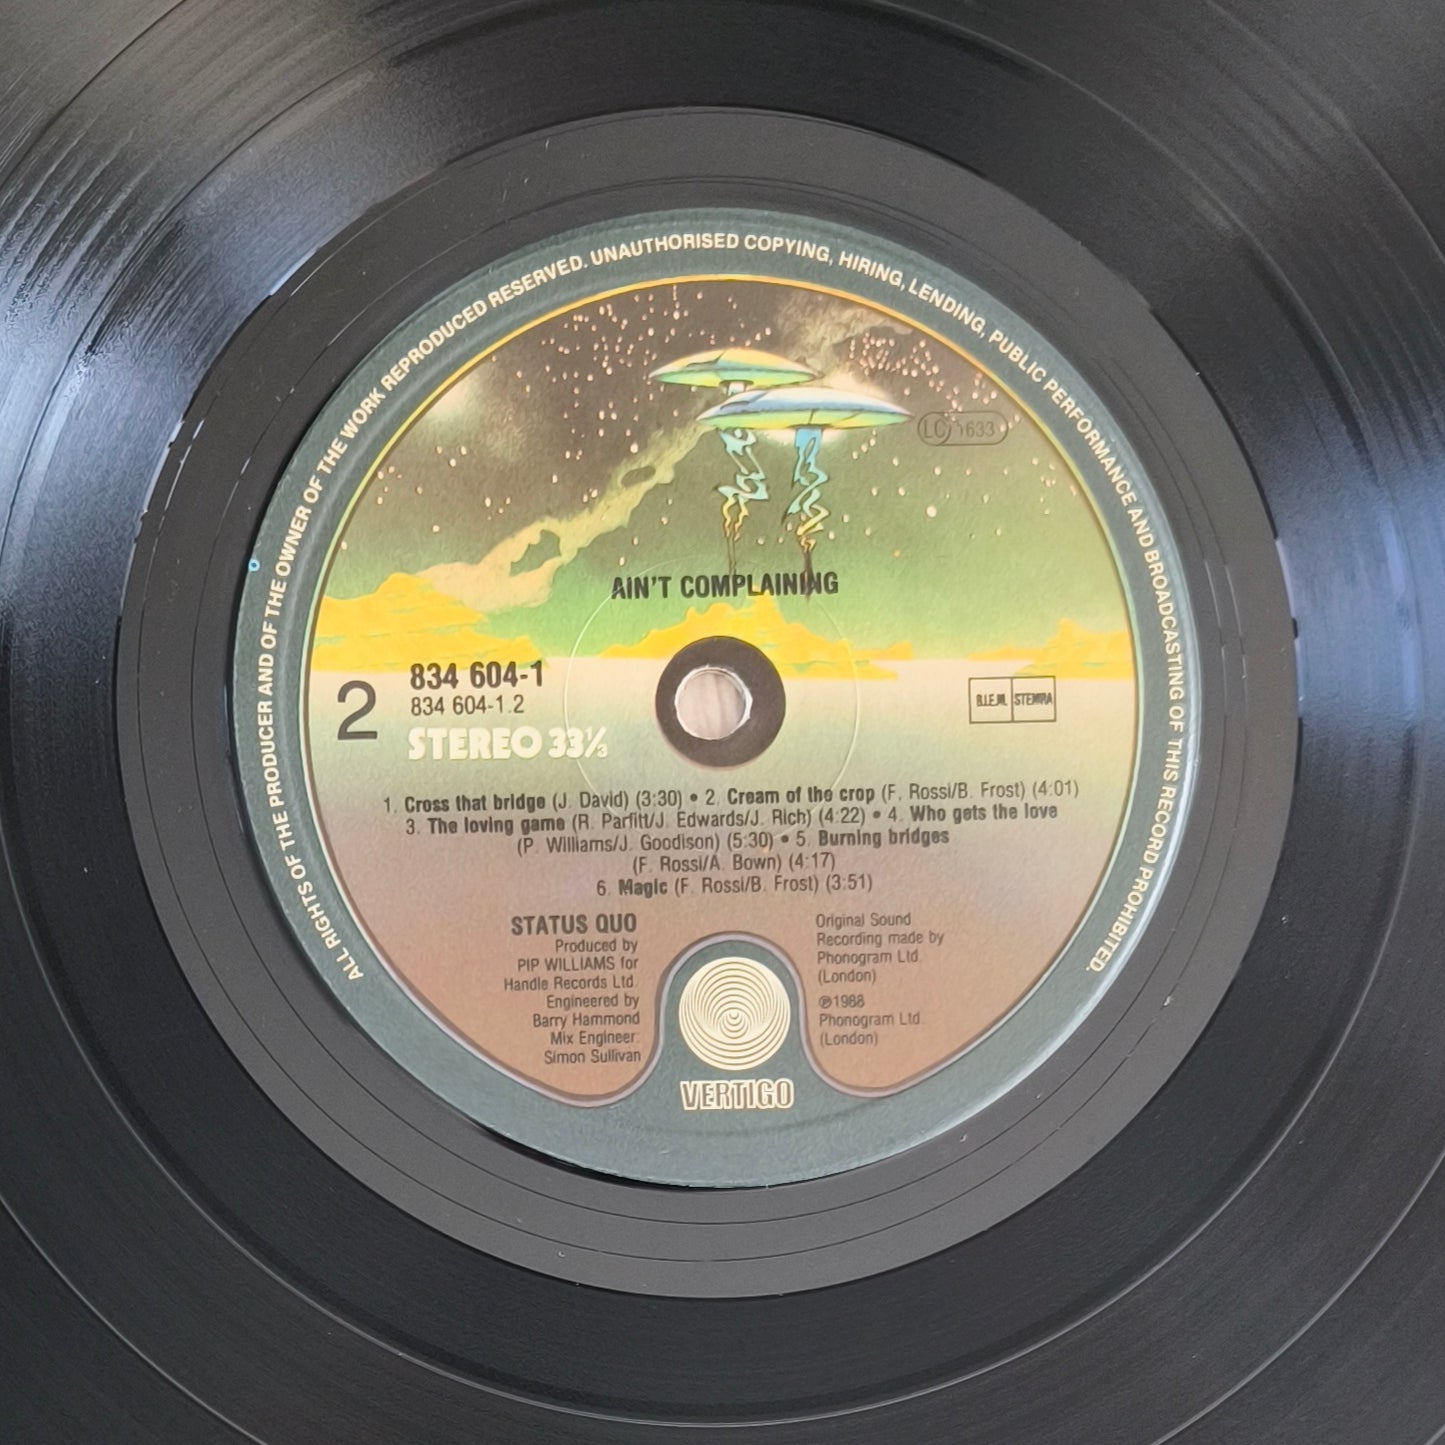 ALL RIGHTS OF THE PRODUCER AND OF THE OWNER OF THE WORK REPRODUCED RESERVED. UNAUTHORISED COPYING, HIRING, LENDING, PUBLIC PERFORMANCE AND BROADCASTING OF THIS RECORD PROHIBITED.
LC 1633
AIN'T COMPLAINING
2
834 604-1
834 604-1.2
STEREO 33⅓
B.I.E.M. STEMRA
1. Cross that bridge (J. David) (3:30) • 2. Cream of the crop (F. Rossi/B. Frost) (4:01)
3. The loving game (R. Parfitt/J. Edwards/J. Rich) (4:22) • 4. Who gets the love
(P. Williams/J. Goodison) (5:30) • 5. Burning bridges
(F. Rossi/A. Bown) (4:17)
6. Magic (F. Rossi/B. Frost) (3:51)
STATUS QUO
Produced by
PIP WILLIAMS for
Handle Records Ltd.
Engineered by
Barry Hammond
Mix Engineer:
Simon Sullivan
Original Sound
Recording made by
Phonogram Ltd.
(London)
℗1988
Phonogram Ltd.
(London)
VERTIGO